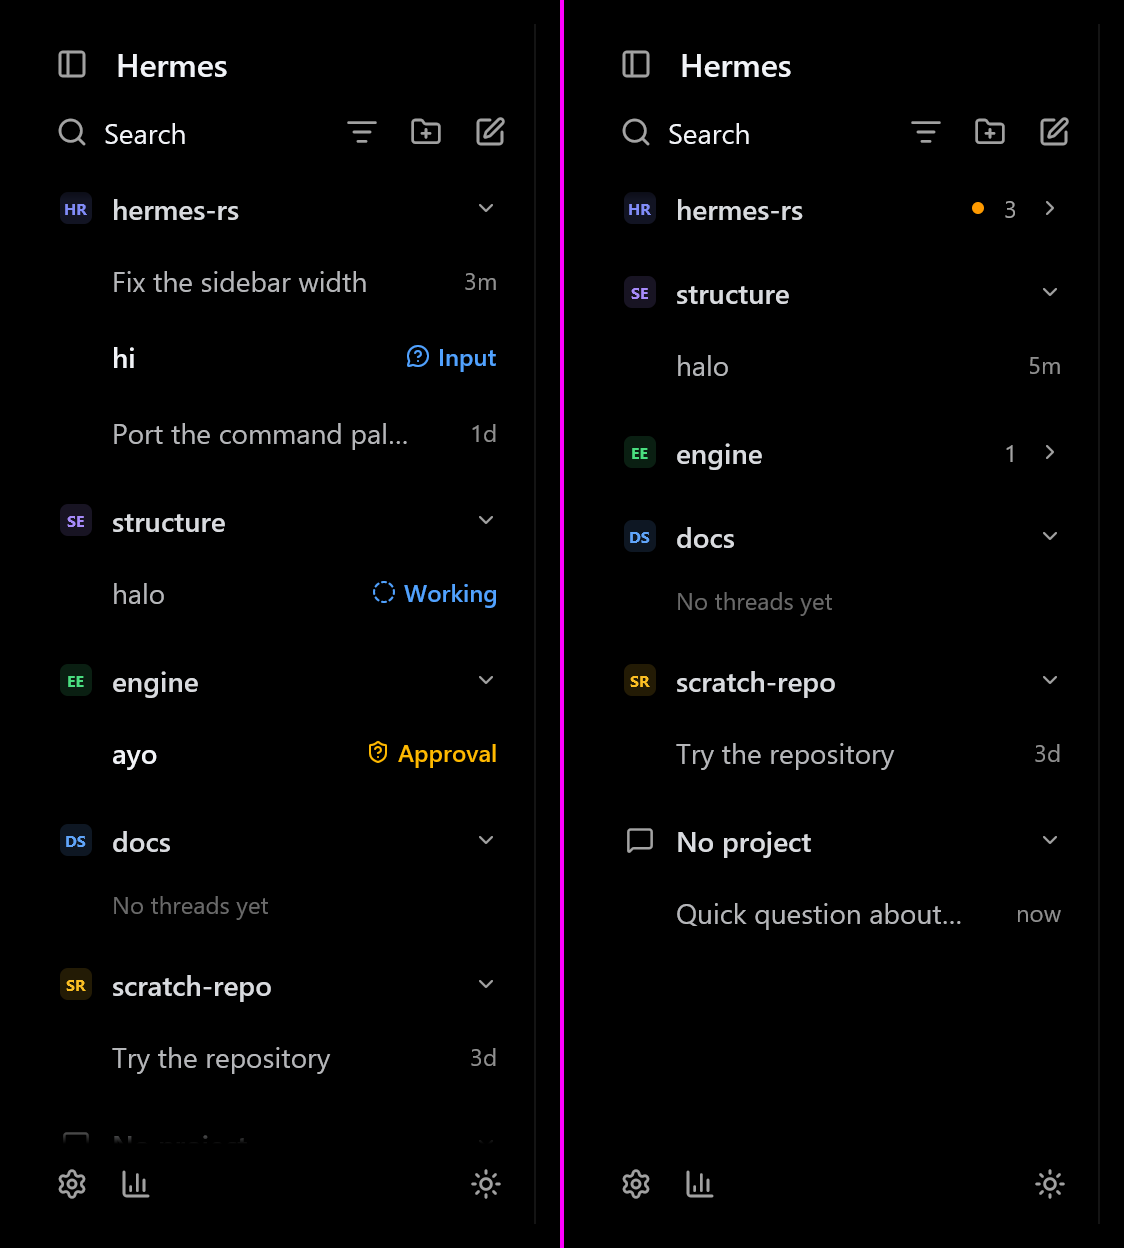 Hermes
Search
HR hermes-rs
Fix the sidebar width 3m
hi Input
Port the command pal... 1d
SE structure
halo Working
EE engine
ayo Approval
DS docs
No threads yet
SR scratch-repo
Try the repository 3d
No project
Hermes
Search
HR hermes-rs 3
SE structure
halo 5m
EE engine 1
DS docs
No threads yet
SR scratch-repo
Try the repository 3d
No project
Quick question about... now